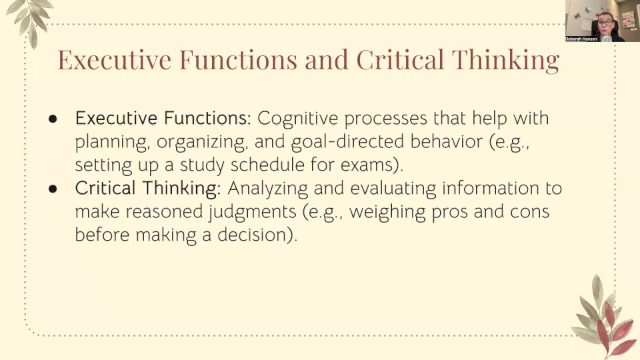 Executive Functions and Critical Thinking
● Executive Functions: Cognitive processes that help with
planning, organizing, and goal-directed behavior (e.g.,
setting up a study schedule for exams).
● Critical Thinking: Analyzing and evaluating information to
make reasoned judgments (e.g., weighing pros and cons
before making a decision).